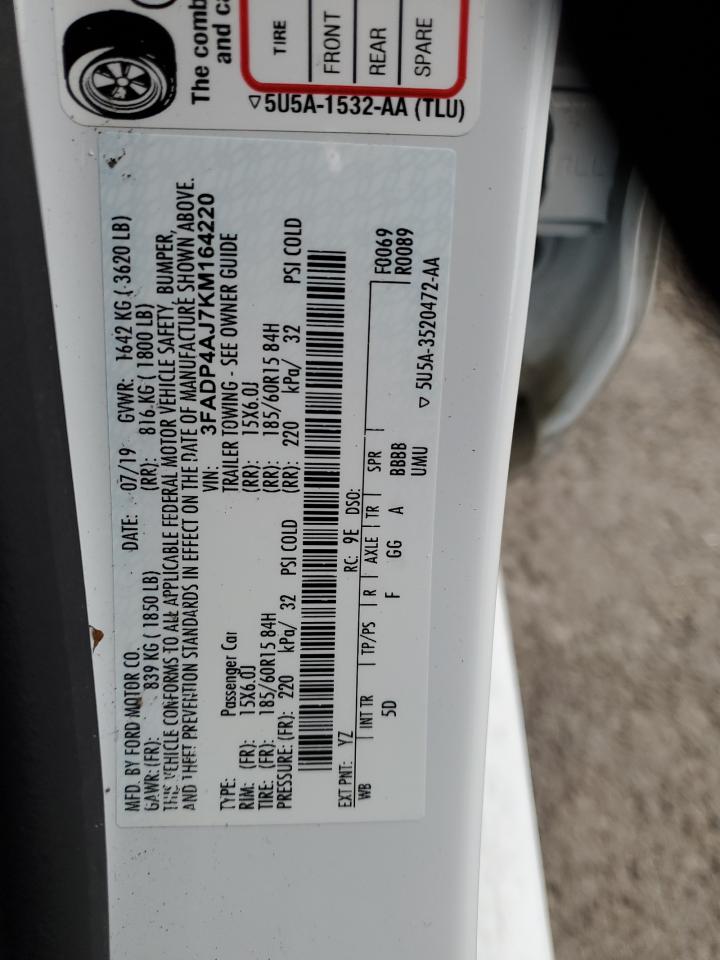 The comb
and ca
TIRE
FRONT
REAR
SPARE
▽5U5A-1532-AA (TLU)
MFD. BY FORD MOTOR CO. DATE: 07/19 GVWR: 1642 KG ( 3620 LB)
GAWR: (FR): 839 KG ( 1850 LB) (RR): 816 KG ( 1800 LB)
THIS VEHICLE CONFORMS TO ALL APPLICABLE FEDERAL MOTOR VEHICLE SAFETY, BUMPER,
AND THEFT PREVENTION STANDARDS IN EFFECT ON THE DATE OF MANUFACTURE SHOWN ABOVE.
VIN: 3FADP4AJ7KM164220
TYPE: Passenger Car TRAILER TOWING - SEE OWNER GUIDE
RIM: (FR): 15X6.0J (RR): 15X6.0J
TIRE: (FR): 185/60R15 84H (RR): 185/60R15 84H
PRESSURE: (FR): 220 kPa/ 32 PSI COLD (RR): 220 kPa/ 32 PSI COLD
EXT PNT: YZ RC: 9E DSO:
WB INT TR TP/PS R AXLE TR SPR F0069
5D F GG A BBBB R0089
UMU
▽ 5U5A-3520472-AA